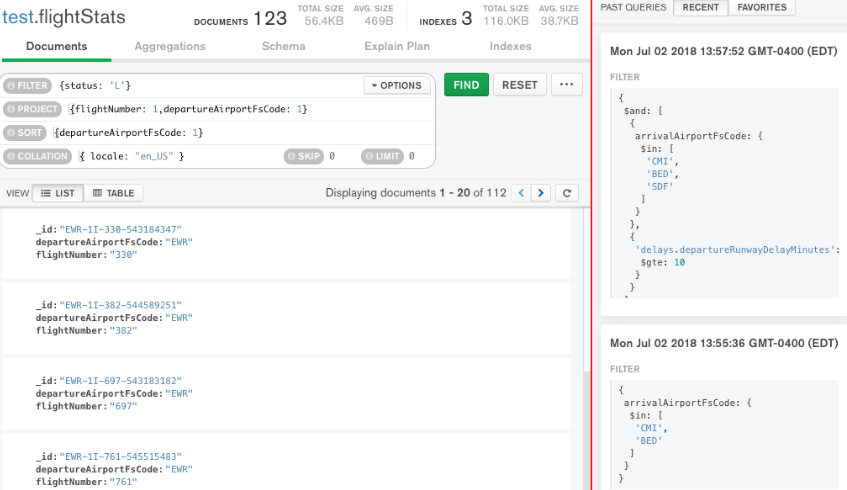 test.flightStats
DOCUMENTS 123 TOTAL SIZE 56.4KB AVG. SIZE 469B INDEXES 3 TOTAL SIZE 116.0KB AVG. SIZE 38.7KB
Documents Aggregations Schema Explain Plan Indexes
FILTER {status: 'L'} OPTIONS FIND RESET ...
PROJECT {flightNumber: 1,departureAirportFsCode: 1}
SORT {departureAirportFsCode: 1}
COLLATION { locale: "en_US" } SKIP 0 LIMIT 0
VIEW LIST TABLE Displaying documents 1 - 20 of 112 < > C
_id:"EWR-1I-330-543184347"
departureAirportFsCode:"EWR"
flightNumber:"330"
_id:"EWR-1I-382-544589251"
departureAirportFsCode:"EWR"
flightNumber:"382"
_id:"EWR-1I-697-543183182"
departureAirportFsCode:"EWR"
flightNumber:"697"
_id:"EWR-1I-761-545515483"
departureAirportFsCode:"EWR"
flightNumber:"761"
PAST QUERIES RECENT FAVORITES
Mon Jul 02 2018 13:57:52 GMT-0400 (EDT)
FILTER
{
$and: [
{
arrivalAirportFsCode: {
$in: [
'CMI',
'BED',
'SDF'
]
}
},
{
'delays.departureRunwayDelayMinutes':
$gte: 10
}
}
Mon Jul 02 2018 13:55:36 GMT-0400 (EDT)
FILTER
{
arrivalAirportFsCode: {
$in: [
'CMI',
'BED'
]
}
}